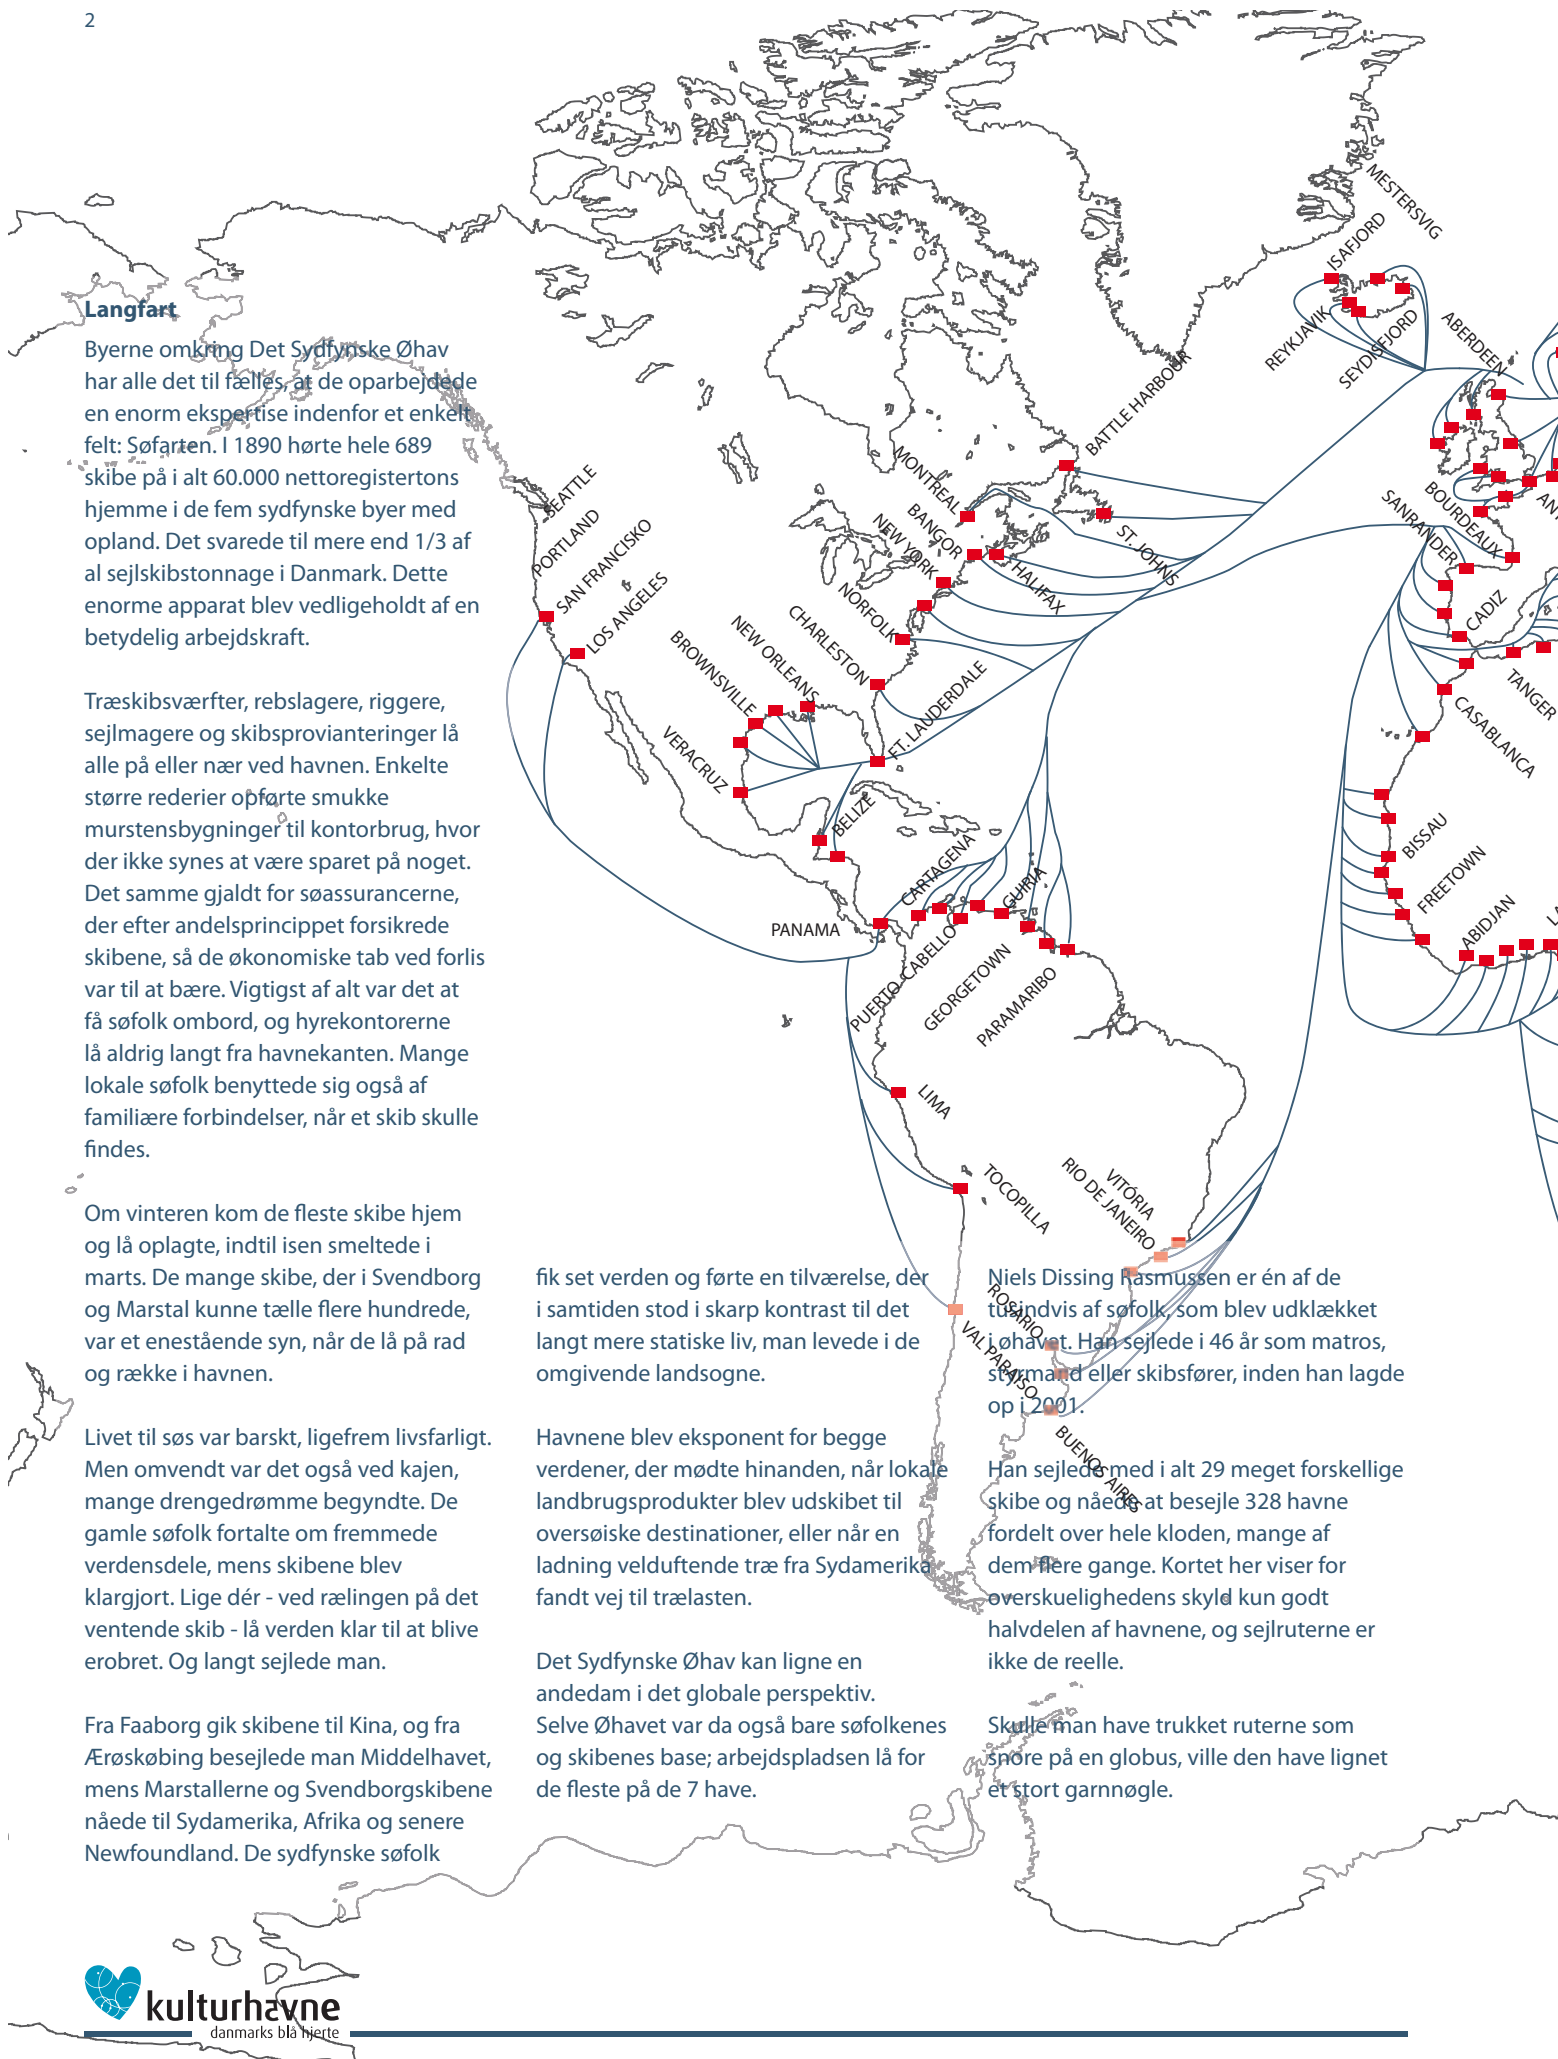 2
Langfart
Byerne omkring Det Sydfynske Øhav
har alle det til fælles, at de oparbejdede
en enorm ekspertise indenfor et enkelt
felt: Søfarten. I 1890 hørte hele 689
skibe på i alt 60.000 nettoregistertons
hjemme i de fem sydfynske byer med
opland. Det svarede til mere end 1/3 af
al sejlskibstonnage i Danmark. Dette
enorme apparat blev vedligeholdt af en
betydelig arbejdskraft.
Træskibsværfter, rebslagere, riggere,
sejlmagere og skibsprovianteringer lå
alle på eller nær ved havnen. Enkelte
større rederier opførte smukke
murstensbygninger til kontorbrug, hvor
der ikke synes at være sparet på noget.
Det samme gjaldt for søassurancerne,
der efter andelsprincippet forsikrede
skibene, så de økonomiske tab ved forlis
var til at bære. Vigtigst af alt var det at
få søfolk ombord, og hyrekontorerne
lå aldrig langt fra havnekanten. Mange
lokale søfolk benyttede sig også af
familiære forbindelser, når et skib skulle
findes.
Om vinteren kom de fleste skibe hjem
og lå oplagte, indtil isen smeltede i
marts. De mange skibe, der i Svendborg
og Marstal kunne tælle flere hundrede,
var et enestående syn, når de lå på rad
og række i havnen.
Livet til søs var barskt, ligefrem livsfarligt.
Men omvendt var det også ved kajen,
mange drengedrømme begyndte. De
gamle søfolk fortalte om fremmede
verdensdele, mens skibene blev
klargjort. Lige dér - ved rælingen på det
ventende skib - lå verden klar til at blive
erobret. Og langt sejlede man.
Fra Faaborg gik skibene til Kina, og fra
Ærøskøbing besejlede man Middelhavet,
mens Marstallerne og Svendborgskibene
nåede til Sydamerika, Afrika og senere
Newfoundland. De sydfynske søfolk
fik set verden og førte en tilværelse, der
i samtiden stod i skarp kontrast til det
langt mere statiske liv, man levede i de
omgivende landsogne.
Havnene blev eksponent for begge
verdener, der mødte hinanden, når lokale
landbrugsprodukter blev udskibet til
oversøiske destinationer, eller når en
ladning velduftende træ fra Sydamerika
fandt vej til trælasten.
Det Sydfynske Øhav kan ligne en
andedam i det globale perspektiv.
Selve Øhavet var da også bare søfolkenes
og skibenes base; arbejdspladsen lå for
de fleste på de 7 have.
Niels Dissing Rasmussen er én af de
tusindvis af søfolk, som blev udklækket
i øhavet. Han sejlede i 46 år som matros,
styrmand eller skibsfører, inden han lagde
op i 2001.
Han sejlede med i alt 29 meget forskellige
skibe og nåede at besejle 328 havne
fordelt over hele kloden, mange af
dem flere gange. Kortet her viser for
overskuelighedens skyld kun godt
halvdelen af havnene, og sejlruterne er
ikke de reelle.
Skulle man have trukket ruterne som
snore på en globus, ville den have lignet
et stort garnnøgle.
MESTERSVIG
ISAFJORD
REYKJAVIK
SEYDISFJORD
ABERDEEN
BATTLE HARBOUR
MONTREAL
BANGOR
NEW YORK
ST. JOHNS
HALIFAX
NORFOLK
CHARLESTON
NEW ORLEANS
BROWNSVILLE
VERACRUZ
FT. LAUDERDALE
SEATTLE
PORTLAND
SAN FRANCISKO
LOS ANGELES
BELIZE
CARTAGENA
PANAMA
PUERTO CABELLO
GUIRIA
GEORGETOWN
PARAMARIBO
LIMA
TOCOPILLA
VITÓRIA
RIO DE JANEIRO
ROSARIO
VAL PARAISO
BUENOS AIRES
SANRANDER
BOURDEAUX
ANT
CADIZ
TANGER
CASABLANCA
BISSAU
FREETOWN
ABIDJAN
LA
kulturhavne
danmarks blå hjerte